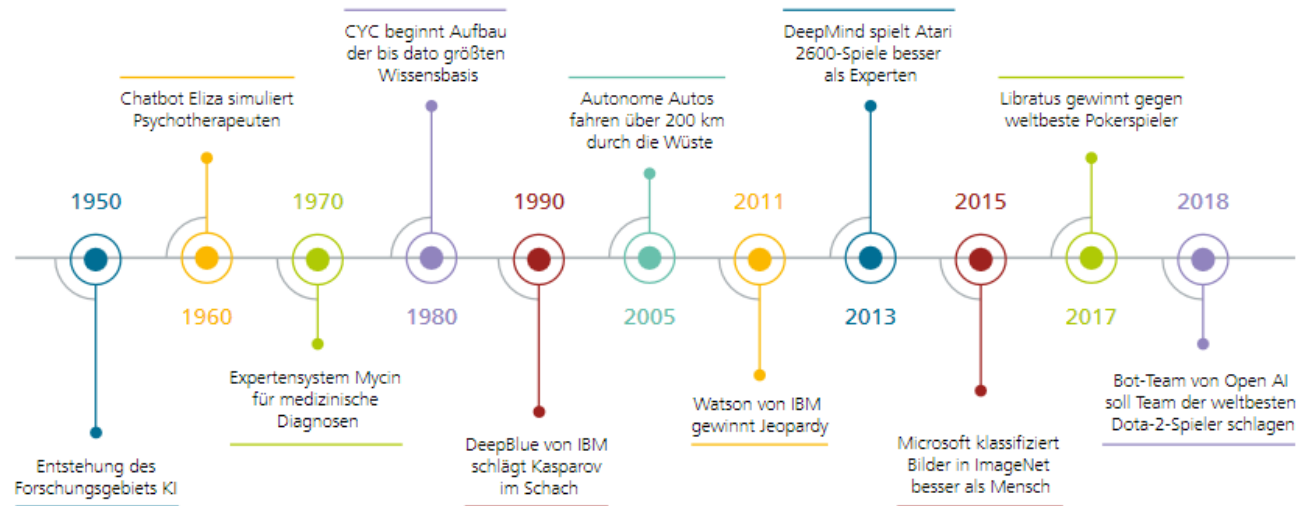 1950
Entstehung des
Forschungsgebiets KI
Chatbot Eliza simuliert
Psychotherapeuten
1960
1970
Expertensystem Mycin
für medizinische
Diagnosen
CYC beginnt Aufbau
der bis dato größten
Wissensbasis
1980
1990
DeepBlue von IBM
schlägt Kasparov
im Schach
Autonome Autos
fahren über 200 km
durch die Wüste
2005
2011
Watson von IBM
gewinnt Jeopardy
DeepMind spielt Atari
2600-Spiele besser
als Experten
2013
2015
Microsoft klassifiziert
Bilder in ImageNet
besser als Mensch
Libratus gewinnt gegen
weltbeste Pokerspieler
2017
2018
Bot-Team von Open AI
soll Team der weltbesten
Dota-2-Spieler schlagen